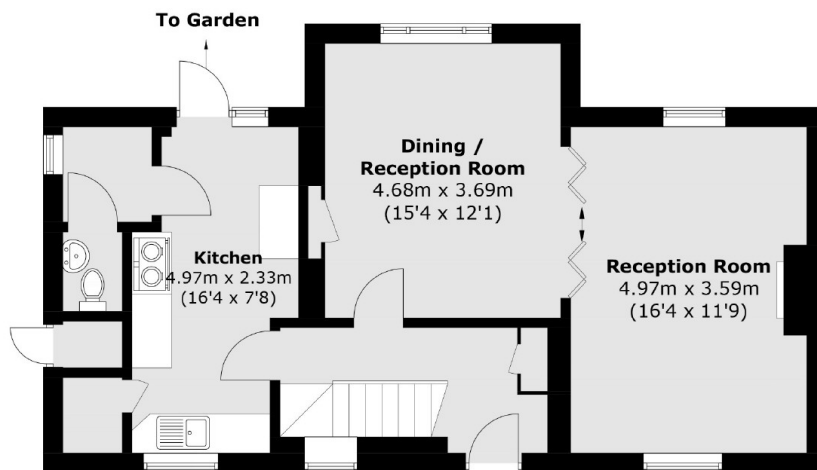 To Garden
Dining /
Reception Room
4.68m x 3.69m
(15'4 x 12'1)
Kitchen
4.97m x 2.33m
(16'4 x 7'8)
Reception Room
4.97m x 3.59m
(16'4 x 11'9)